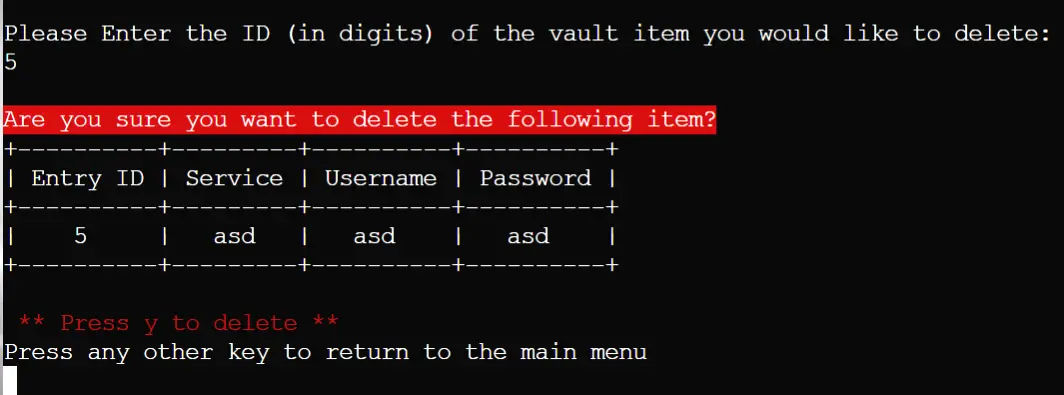 Please Enter the ID (in digits) of the vault item you would like to delete:
5
Are you sure you want to delete the following item?
+----------+---------+----------+----------+
| Entry ID | Service | Username | Password |
+----------+---------+----------+----------+
|    5     |   asd   |   asd    |   asd    |
+----------+---------+----------+----------+
** Press y to delete **
Press any other key to return to the main menu